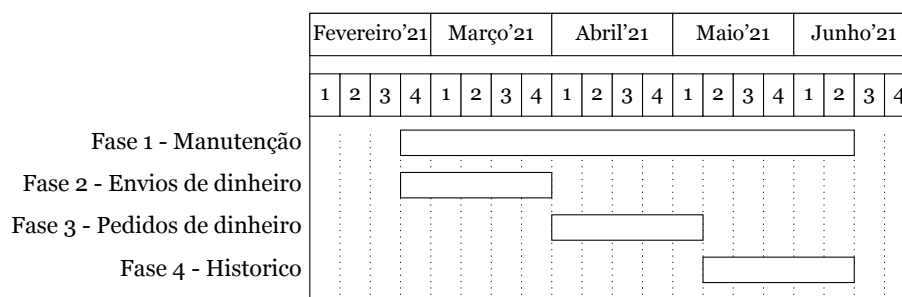 Fevereiro’21 Março’21 Abril’21 Maio’21 Junho’21
1 2 3 4 1 2 3 4 1 2 3 4 1 2 3 4 1 2 3 4
Fase 1 - Manutenção
Fase 2 - Envios de dinheiro
Fase 3 - Pedidos de dinheiro
Fase 4 - Historico